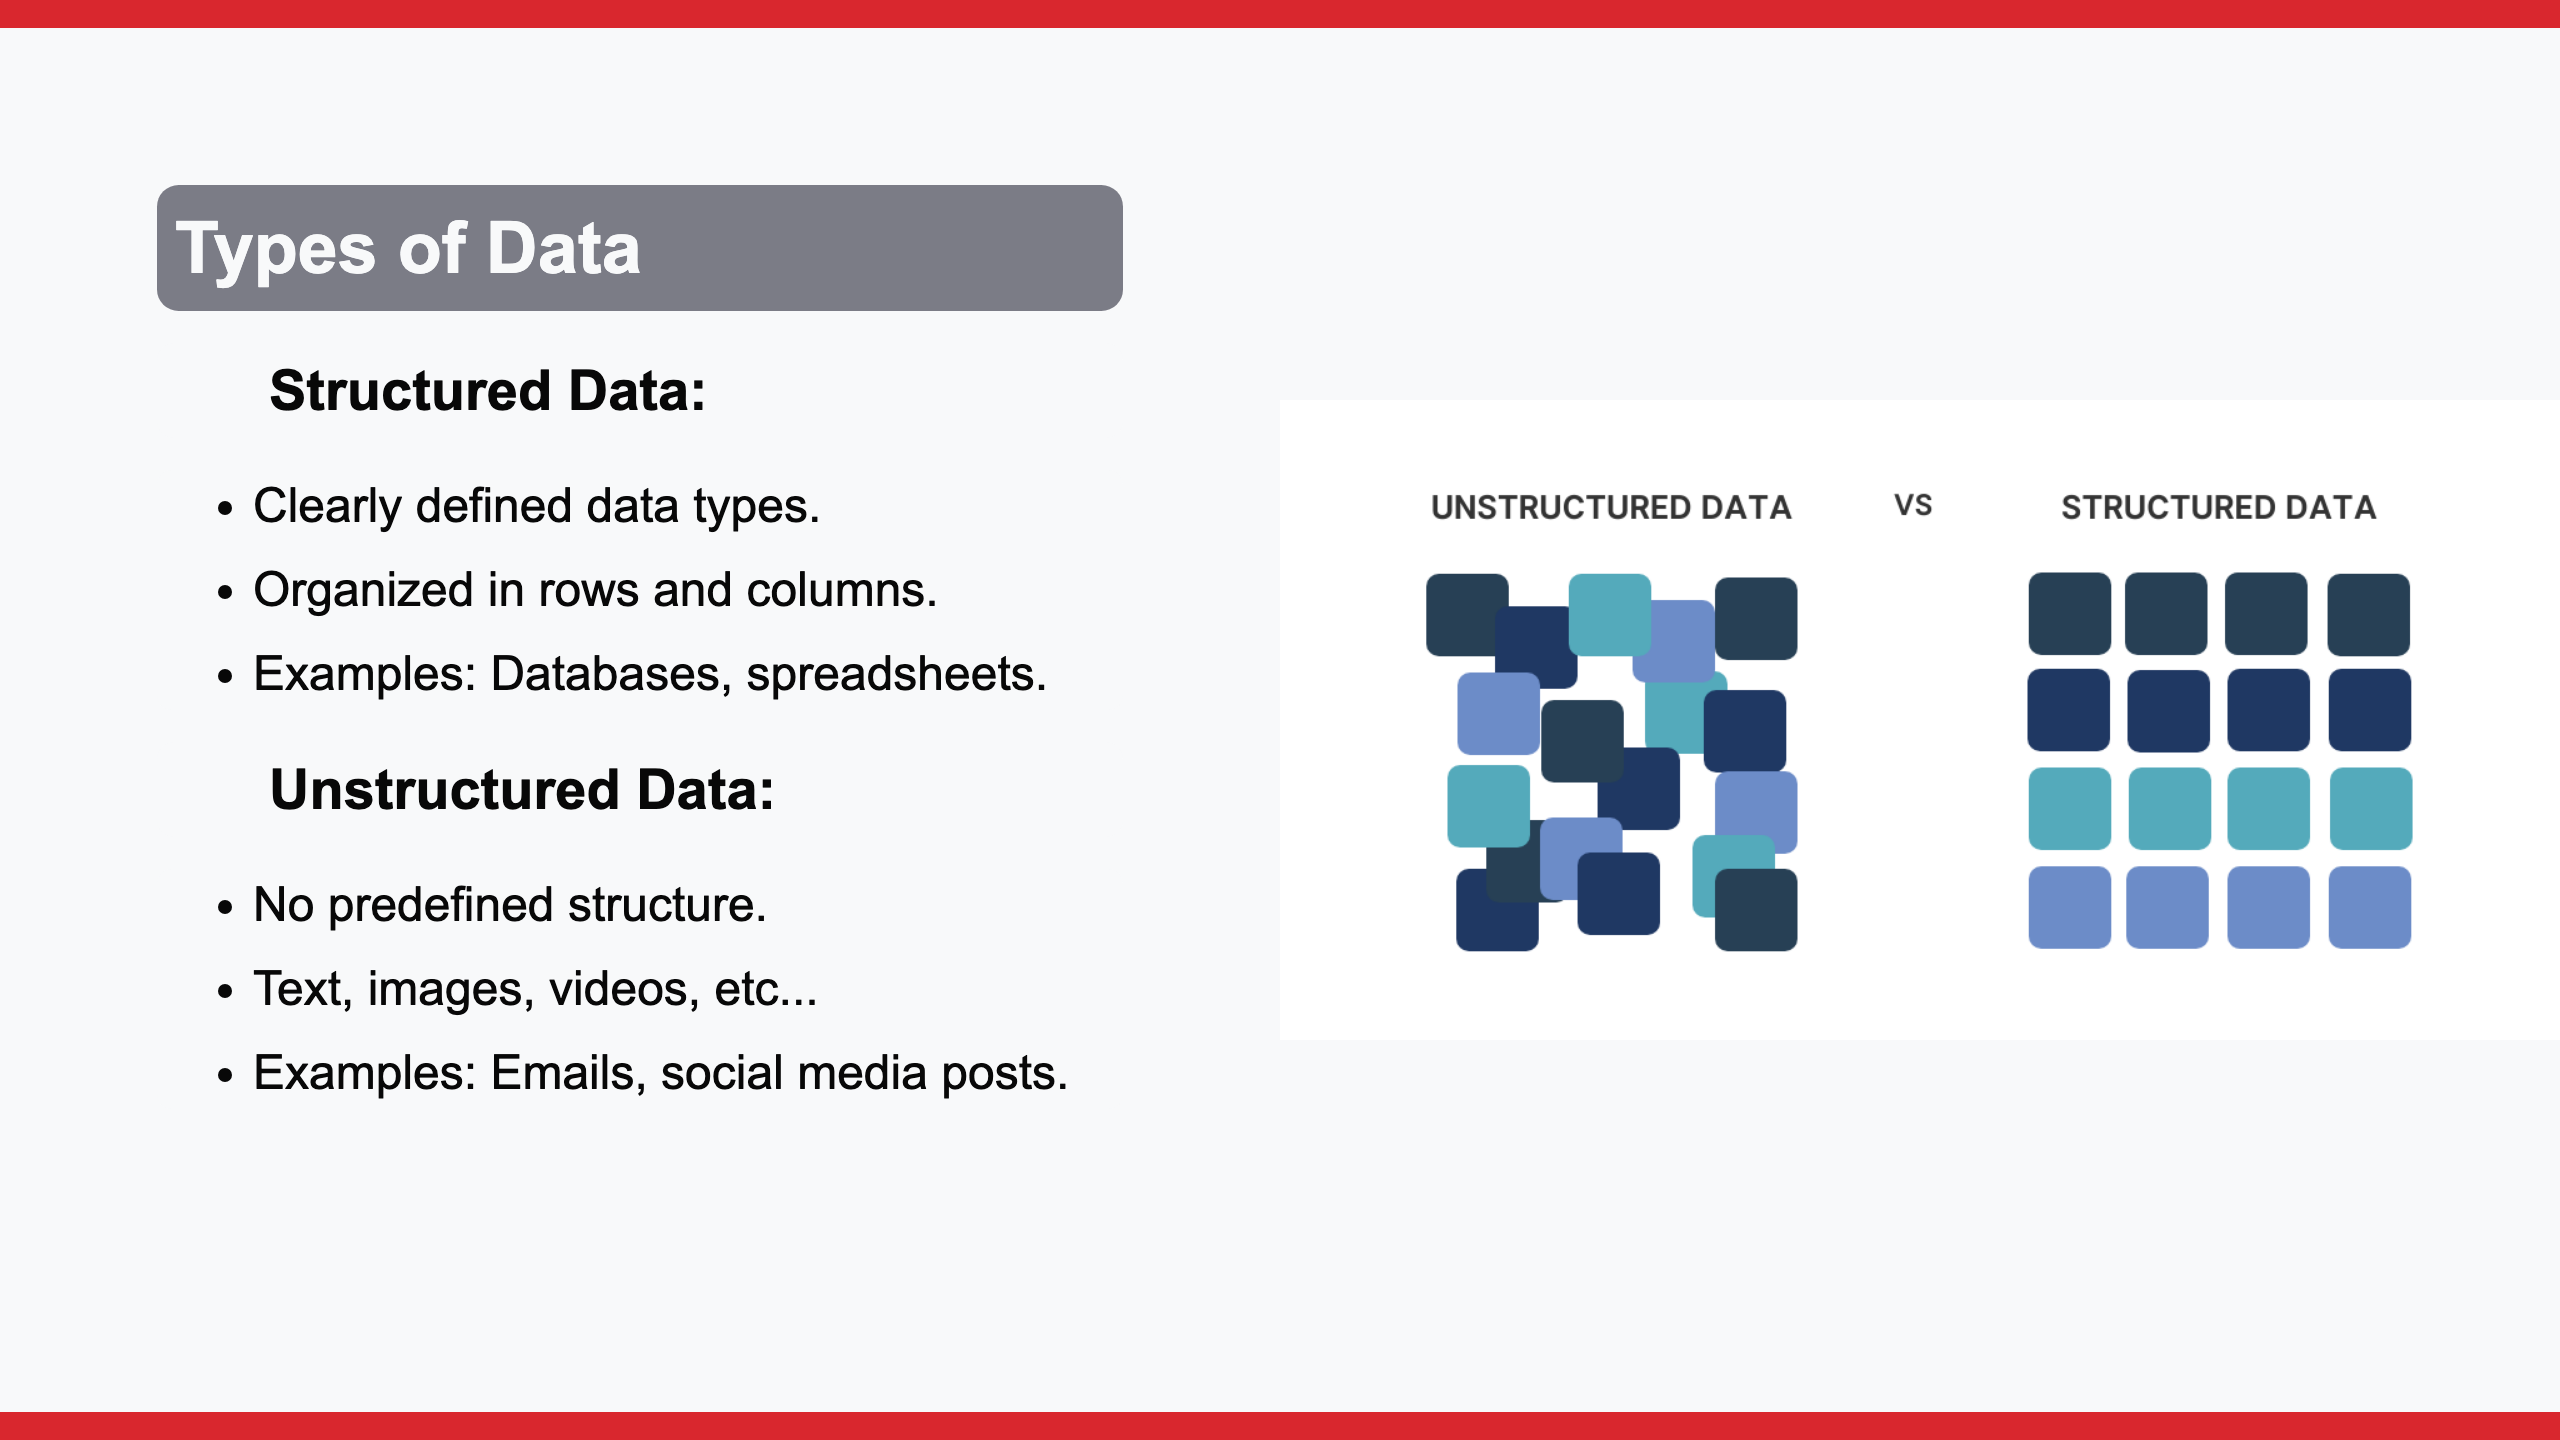 Types of Data
Structured Data:
• Clearly defined data types.
• Organized in rows and columns.
• Examples: Databases, spreadsheets.
Unstructured Data:
• No predefined structure.
• Text, images, videos, etc...
• Examples: Emails, social media posts.
UNSTRUCTURED DATA VS STRUCTURED DATA